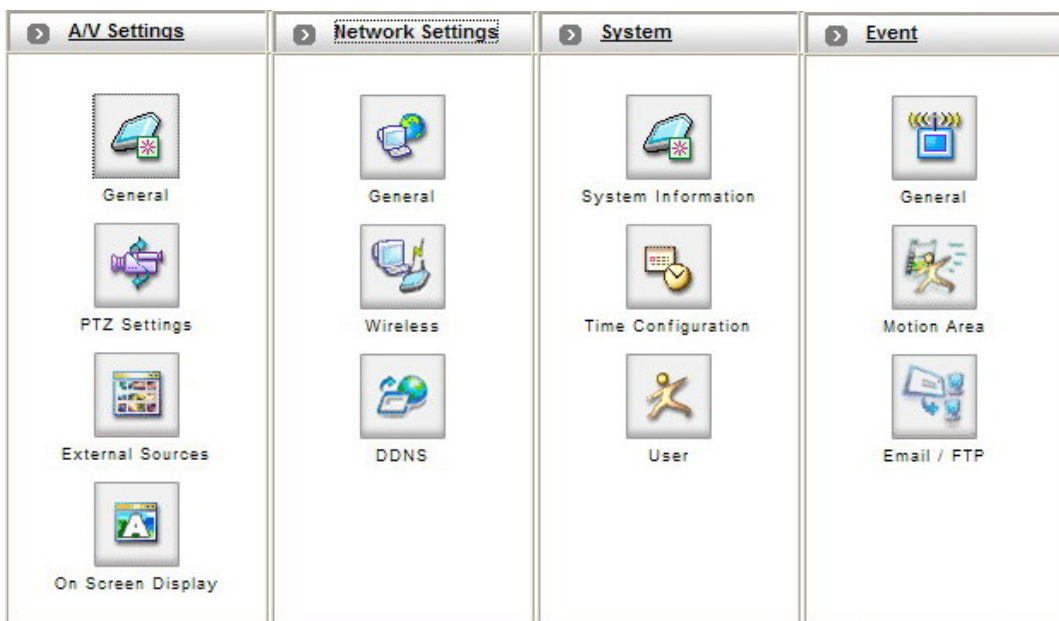 A/V Settings
General
PTZ Settings
External Sources
On Screen Display
Network Settings
General
Wireless
DDNS
System
System Information
Time Configuration
User
Event
General
Motion Area
Email / FTP